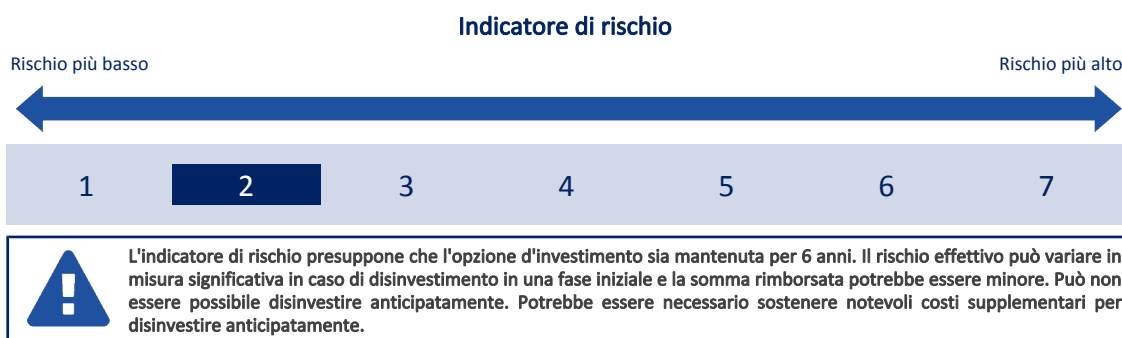 Indicatore di rischio
Rischio più basso
Rischio più alto
1 2 3 4 5 6 7
L'indicatore di rischio presuppone che l'opzione d'investimento sia mantenuta per 6 anni. Il rischio effettivo può variare in
misura significativa in caso di disinvestimento in una fase iniziale e la somma rimborsata potrebbe essere minore. Può non
essere possibile disinvestire anticipatamente. Potrebbe essere necessario sostenere notevoli costi supplementari per
disinvestire anticipatamente.